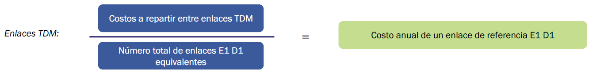 Costos a repartir entre enlaces TDM
Enlaces TDM:
=
Costo anual de un enlace de referencia E1 D1
Número total de enlaces E1 D1
equivalentes